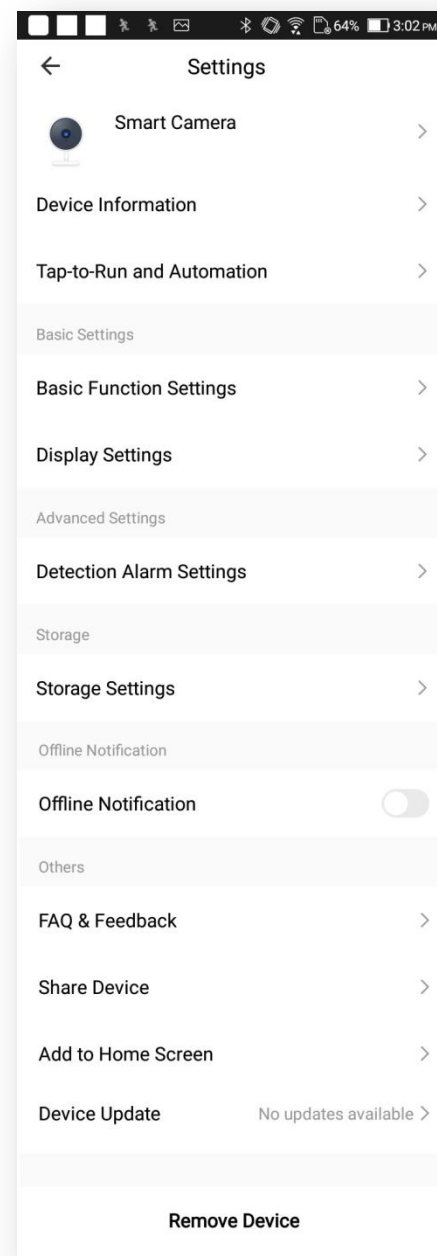 64% 3:02 PM
Settings
Smart Camera
Device Information
Tap-to-Run and Automation
Basic Settings
Basic Function Settings
Display Settings
Advanced Settings
Detection Alarm Settings
Storage
Storage Settings
Offline Notification
Offline Notification
Others
FAQ & Feedback
Share Device
Add to Home Screen
Device Update No updates available
Remove Device